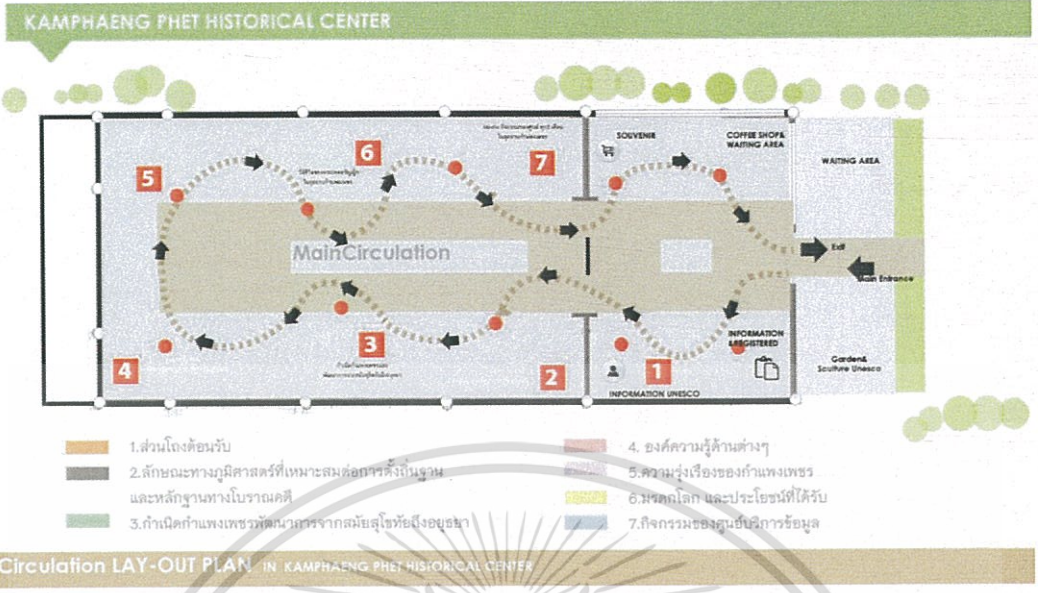 KAMPHAENG PHET HISTORICAL CENTER
SOUVENIR
COFFEE SHOP&
WAITING AREA
WAITING AREA
7
6
5
MainCirculation
Exit
Main Entrance
INFORMATION
&REGISTERED
Garden&
Sculture Unesco
INFORMATION UNESCO
1
2
3
4
1.ส่วนโถงต้อนรับ
2.ลักษณะทางภูมิศาสตร์ที่เหมาะสมต่อการตั้งถิ่นฐาน
และหลักฐานทางโบราณคดี
3.กำเนิดกำแพงเพชรพัฒนาการจากสมัยสุโขทัยถึงอยุธยา
4. องค์ความรู้ด้านต่างๆ
5.ความรุ่งเรืองของกำแพงเพชร
6.มรดกโลก และประโยชน์ที่ได้รับ
7.กิจกรรมของศูนย์บริการข้อมูล
Circulation LAY-OUT PLAN IN KAMPHAENG PHET HISTORICAL CENTER